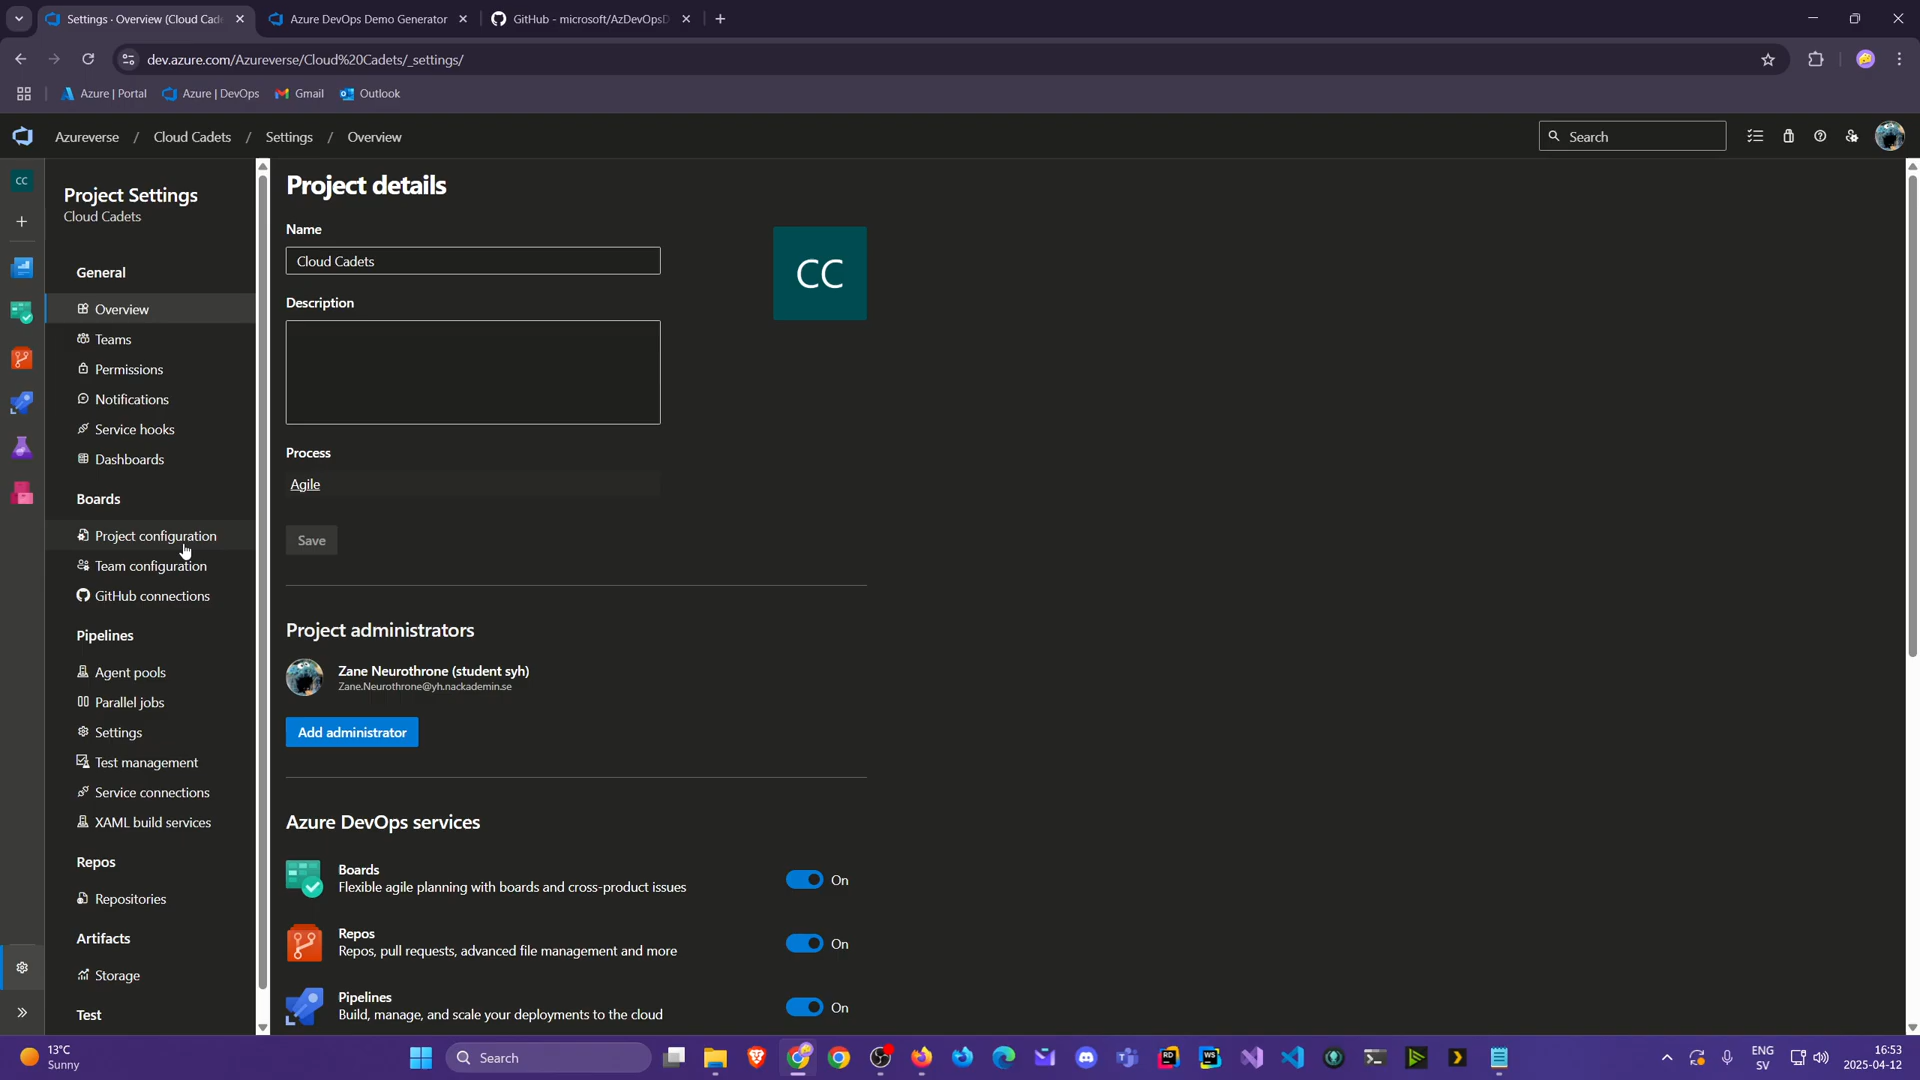 Settings · Overview (Cloud Cade
Azure DevOps Demo Generator
GitHub - microsoft/AzDevOpsD
dev.azure.com/Azureverse/Cloud%20Cadets/_settings/
Azure | Portal
Azure | DevOps
Gmail
Outlook
Azureverse / Cloud Cadets / Settings / Overview
Search
CC
Project Settings
Cloud Cadets
General
Overview
Teams
Permissions
Notifications
Service hooks
Dashboards
Boards
Project configuration
Team configuration
GitHub connections
Pipelines
Agent pools
Parallel jobs
Settings
Test management
Service connections
XAML build services
Repos
Repositories
Artifacts
Storage
Test
Project details
Name
Cloud Cadets
CC
Description
Process
Agile
Save
Project administrators
Zane Neurothrone (student syh)
Zane.Neurothrone@yh.nackademin.se
Add administrator
Azure DevOps services
Boards
Flexible agile planning with boards and cross-product issues
On
Repos
Repos, pull requests, advanced file management and more
On
Pipelines
Build, manage, and scale your deployments to the cloud
On
13°C
Sunny
Search
RD
WS
ENG
SV
16:53
2025-04-12